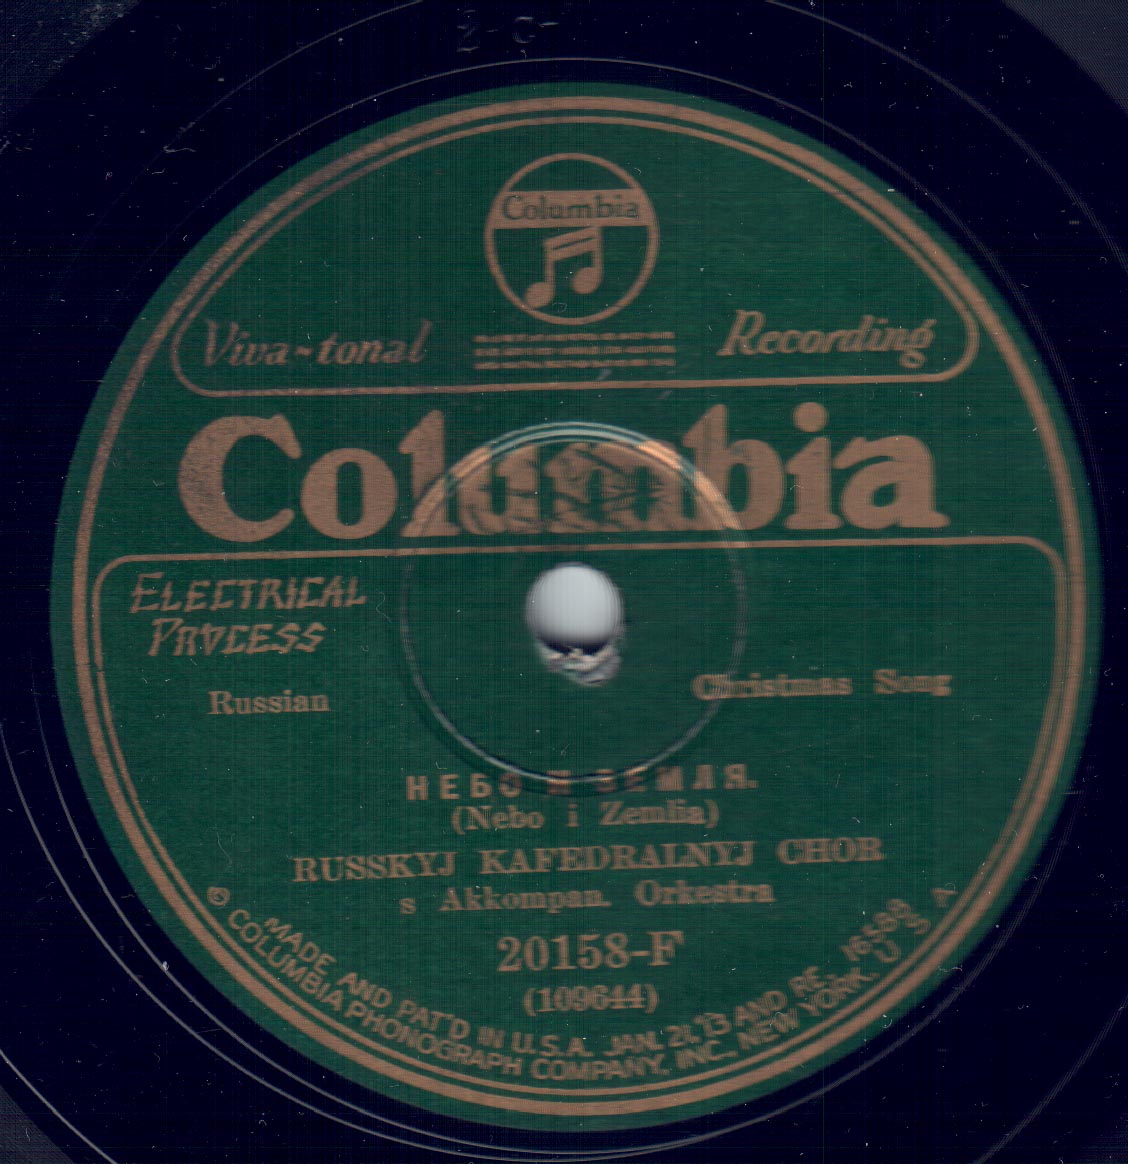 Columbia
Viva-tonal
Recording
Columbia
ELECTRICAL
PROCESS
Russian
Christmas Song
НЕБО И ЗЕМЛЯ.
(Nebo i Zemlia)
RUSSKYJ KAFEDRALNYJ CHOR
s Akkompan. Orkestra
20158-F
(109644)
MADE AND PAT'D IN U.S.A. JAN. 21,'13 AND RE. 16588
© COLUMBIA PHONOGRAPH COMPANY, INC., NEW YORK, U S A